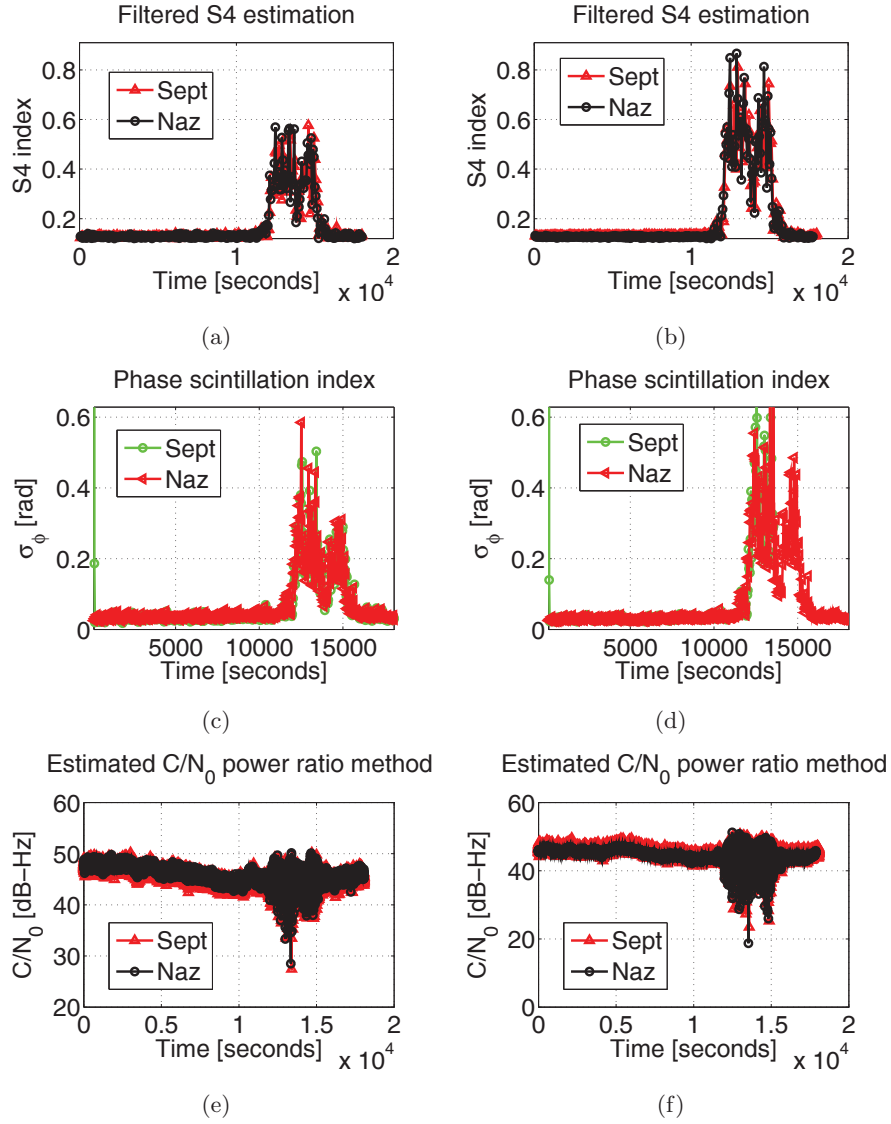 Filtered S4 estimation
0.8
0.6
0.4
0.2
S4 index
Sept
Naz
0 1 2
Time [seconds]
x 10^4
(a)
Filtered S4 estimation
0.8
0.6
0.4
0.2
S4 index
Sept
Naz
0 1 2
Time [seconds]
x 10^4
(b)
Phase scintillation index
0.6
0.4
0.2
0
σ_ϕ [rad]
Sept
Naz
5000 10000 15000
Time [seconds]
(c)
Phase scintillation index
0.6
0.4
0.2
0
σ_ϕ [rad]
Sept
Naz
5000 10000 15000
Time [seconds]
(d)
Estimated C/N_0 power ratio method
60
50
40
30
20
C/N_0 [dB–Hz]
Sept
Naz
0 0.5 1 1.5 2
Time [seconds]
x 10^4
(e)
Estimated C/N_0 power ratio method
60
40
20
0
C/N_0 [dB–Hz]
Sept
Naz
0 0.5 1 1.5 2
Time [seconds]
x 10^4
(f)